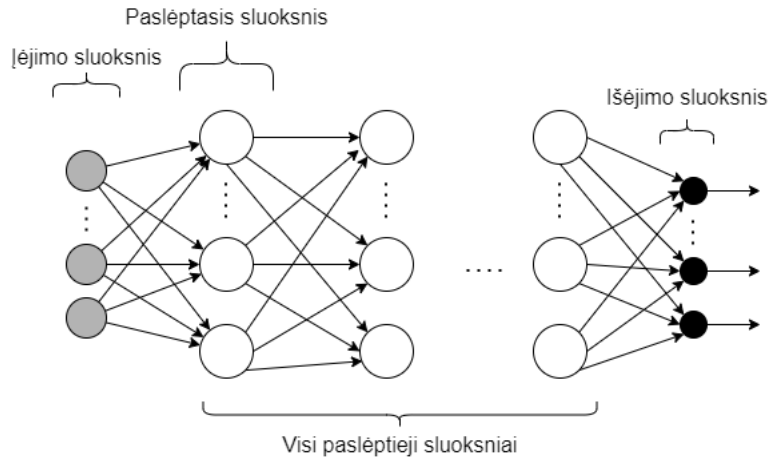 Paslėptasis sluoksnis
Įėjimo sluoksnis
Išėjimo sluoksnis
Visi paslėptieji sluoksniai